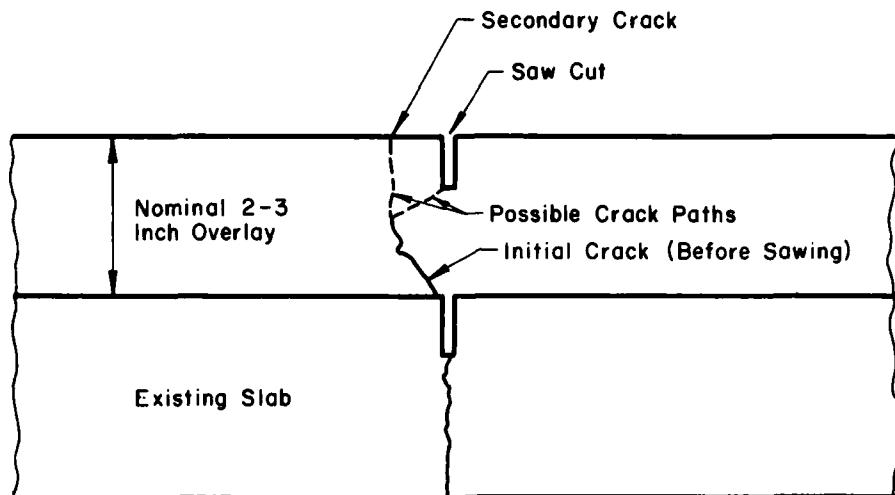 Secondary Crack
Saw Cut
Nominal 2-3
Inch Overlay
Possible Crack Paths
Initial Crack (Before Sawing)
Existing Slab